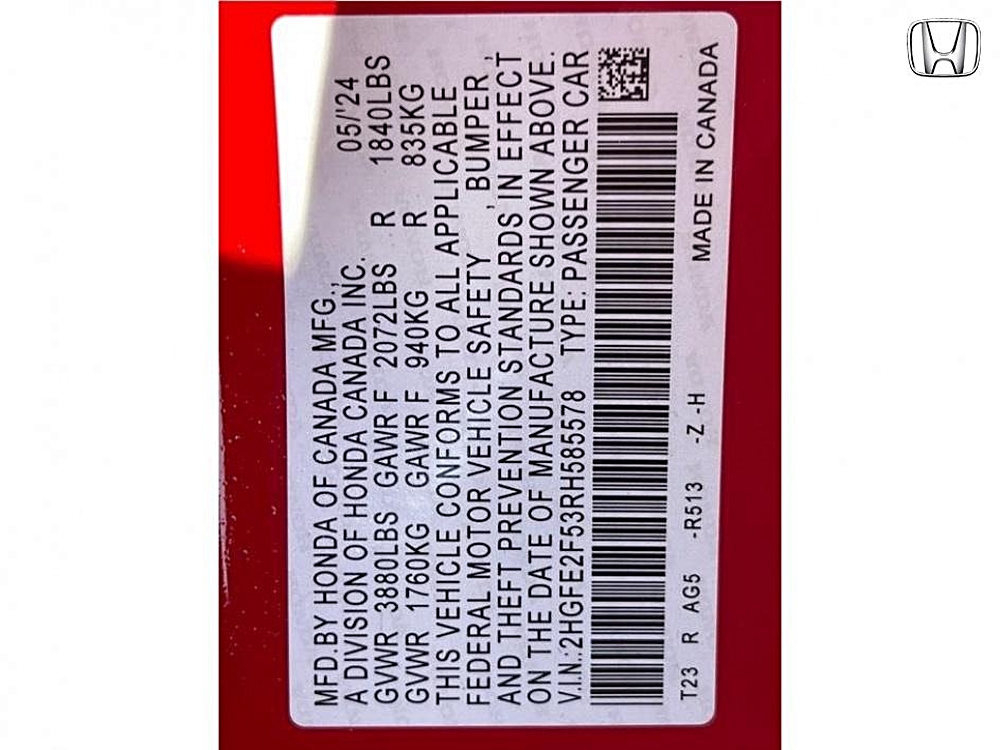 MFD.BY HONDA OF CANADA MFG., 05/'24
A DIVISION OF HONDA CANADA INC.
GVWR 3880LBS GAWR F 2072LBS R 1840LBS
GVWR 1760KG GAWR F 940KG R 835KG
THIS VEHICLE CONFORMS TO ALL APPLICABLE
FEDERAL MOTOR VEHICLE SAFETY , BUMPER ,
AND THEFT PREVENTION STANDARDS IN EFFECT
ON THE DATE OF MANUFACTURE SHOWN ABOVE.
V.I.N.:2HGFE2F53RH585578 TYPE: PASSENGER CAR
T23 R AG5 -R513 -Z -H MADE IN CANADA